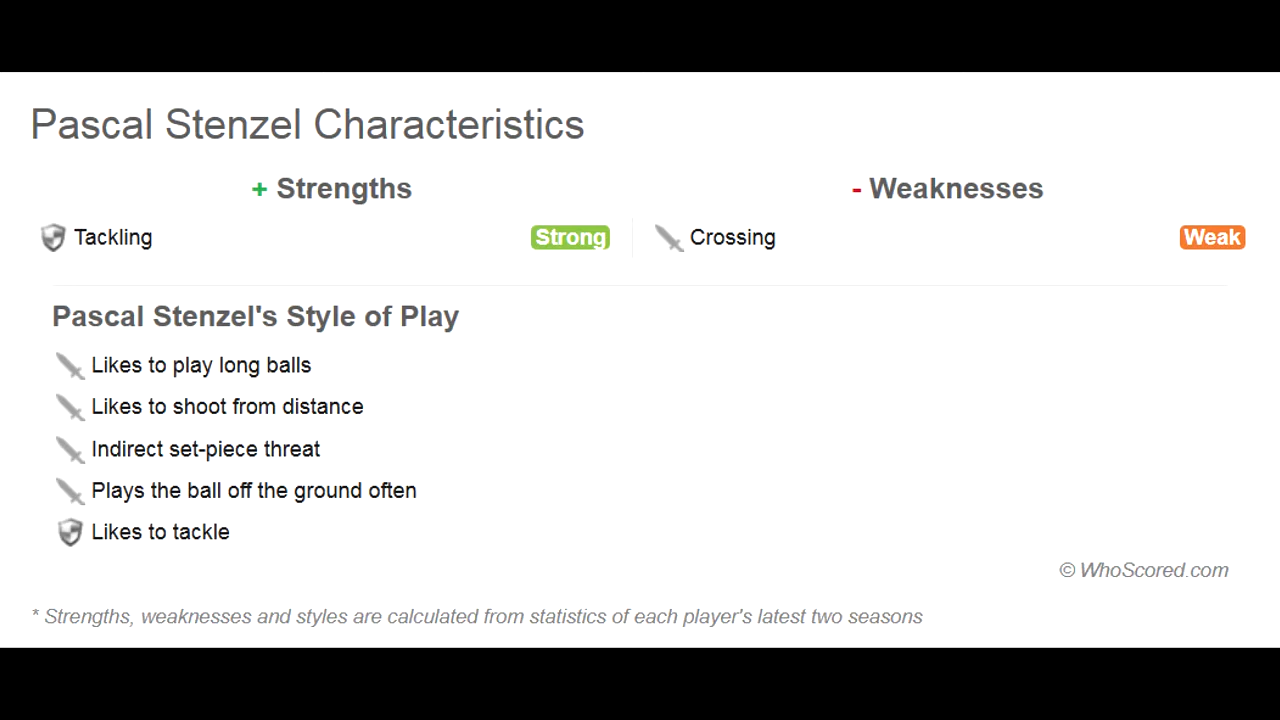 Pascal Stenzel Characteristics
+ Strengths
- Weaknesses
Tackling Strong
Crossing Weak
Pascal Stenzel's Style of Play
Likes to play long balls
Likes to shoot from distance
Indirect set-piece threat
Plays the ball off the ground often
Likes to tackle
© WhoScored.com
* Strengths, weaknesses and styles are calculated from statistics of each player's latest two seasons